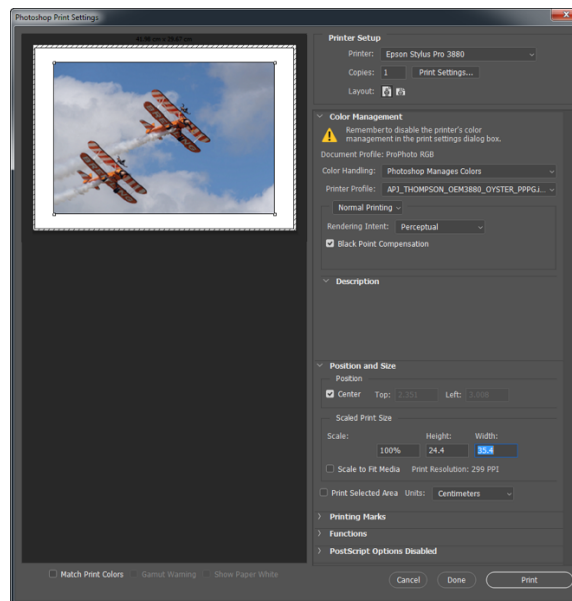 Photoshop Print Settings
Printer Setup
Printer: Epson Stylus Pro 3880
Copies: 1 Print Settings...
Layout:
Color Management
Remember to disable the printer's color
management in the print settings dialog box.
Document Profile: ProPhoto RGB
Color Handling: Photoshop Manages Colors
Printer Profile: APJ_THOMPSON_OEM3880_OYSTER_PPPG.i...
Normal Printing
Rendering Intent: Perceptual
Black Point Compensation
Description
Position and Size
Position
Center Top: 2.351 Left:
Scaled Print Size
Scale: Height: Width:
100% 24.4 35.4
Scale to Fit Media Print Resolution: 299 PPI
Print Selected Area Units: Centimeters
Printing Marks
Functions
PostScript Options Disabled
Match Print Colors Gamut Warning Show Paper White
Cancel Done Print